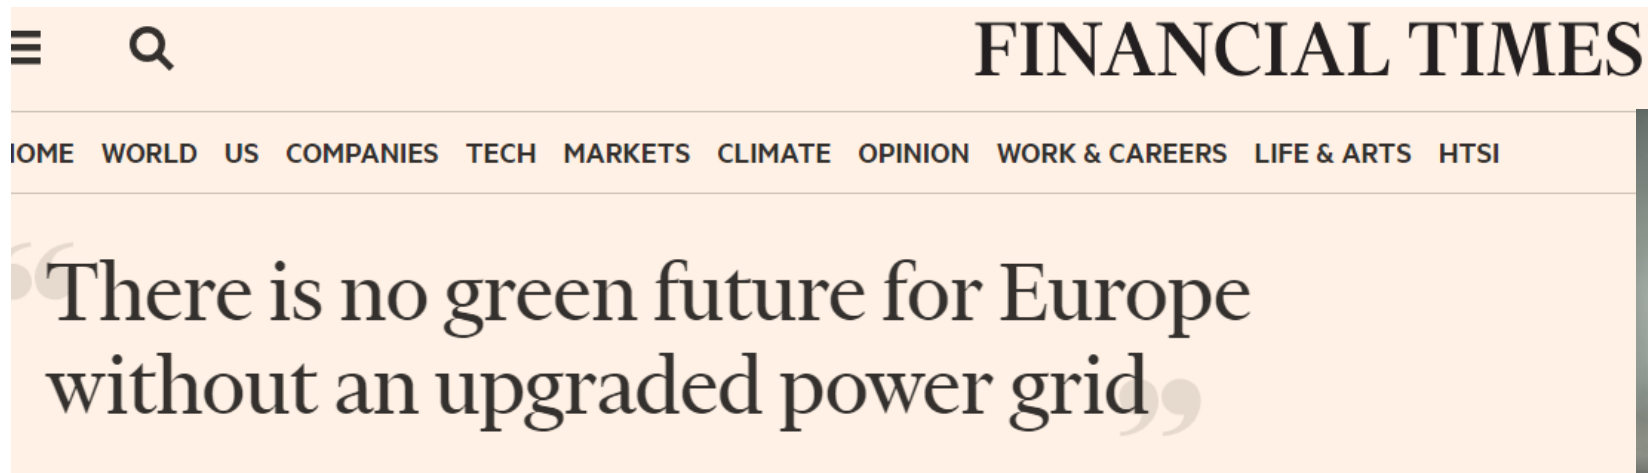 FINANCIAL TIMES
OME WORLD US COMPANIES TECH MARKETS CLIMATE OPINION WORK & CAREERS LIFE & ARTS HTSI
“There is no green future for Europe
without an upgraded power grid”